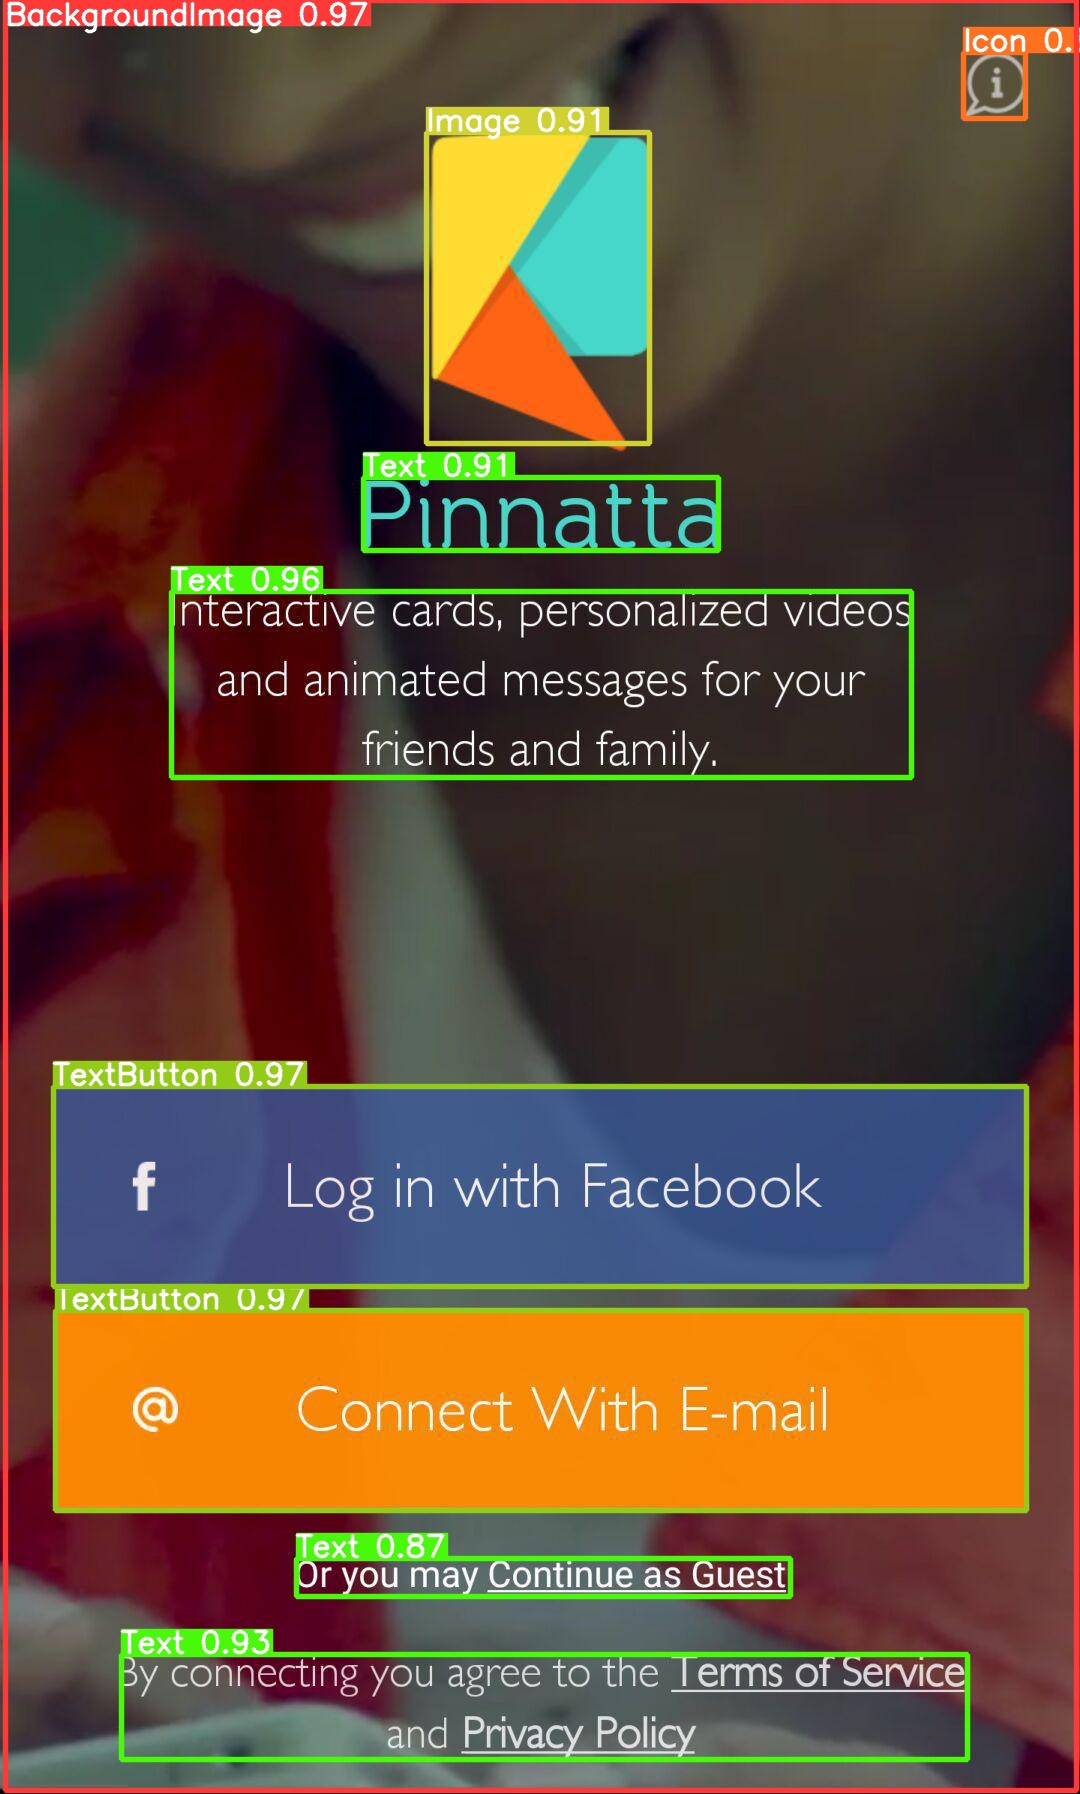 BackgroundImage 0.97
Icon 0.
Image 0.91
Text 0.91
Pinnatta
Text 0.96
Interactive cards, personalized videos
and animated messages for your
friends and family.
TextButton 0.97
f Log in with Facebook
TextButton 0.97
@ Connect With E-mail
Text 0.87
Or you may Continue as Guest
Text 0.93
By connecting you agree to the Terms of Service
and Privacy Policy